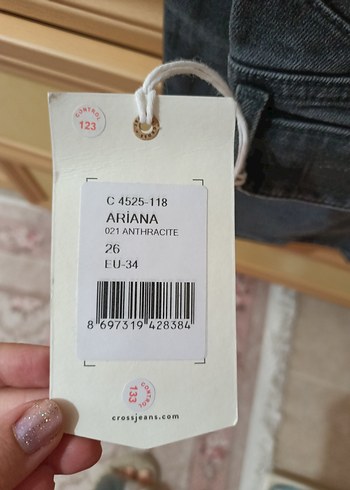 CONTROL
123
C 4525-118
ARİANA
021 ANTHRACITE
26
EU-34
8 697319 428384
CONTROL
133
crossjeans.com